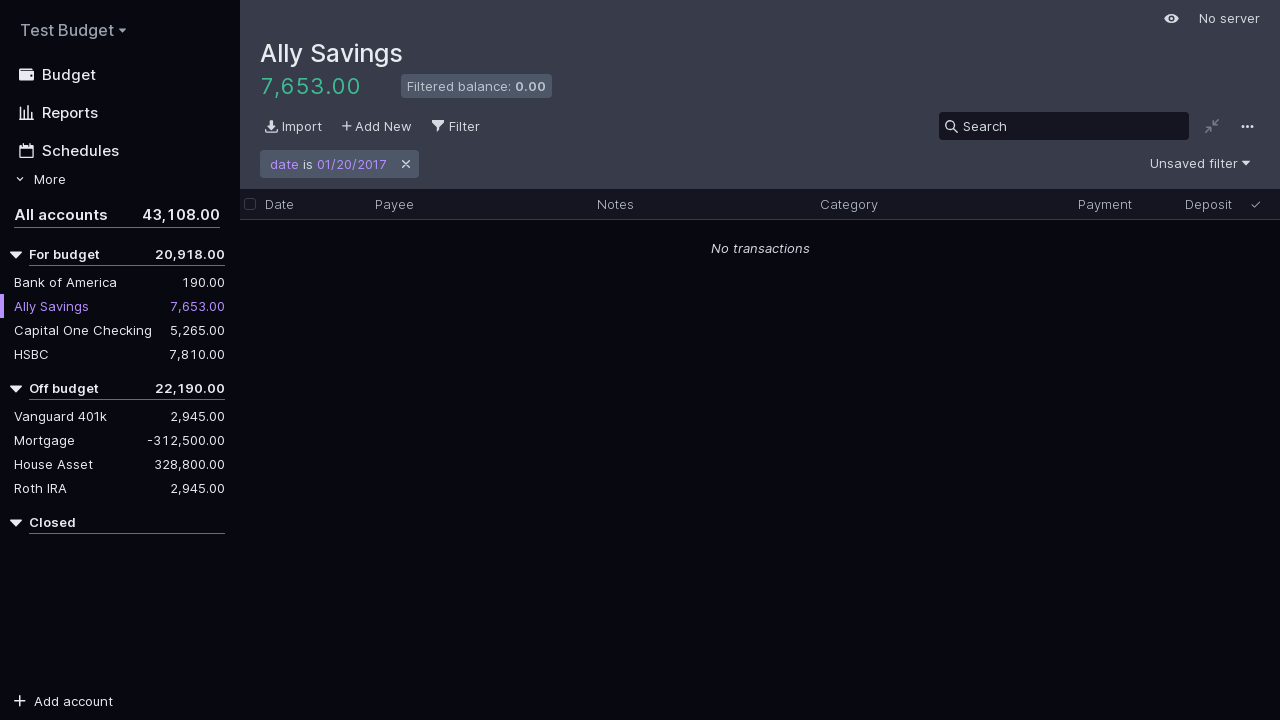 Test Budget
No server
Budget
Reports
Schedules
More
All accounts 43,108.00
For budget 20,918.00
Bank of America 190.00
Ally Savings 7,653.00
Capital One Checking 5,265.00
HSBC 7,810.00
Off budget 22,190.00
Vanguard 401k 2,945.00
Mortgage -312,500.00
House Asset 328,800.00
Roth IRA 2,945.00
Closed
Add account
Ally Savings
7,653.00 Filtered balance: 0.00
Import Add New Filter Search
date is 01/20/2017 Unsaved filter
Date Payee Notes Category Payment Deposit
No transactions